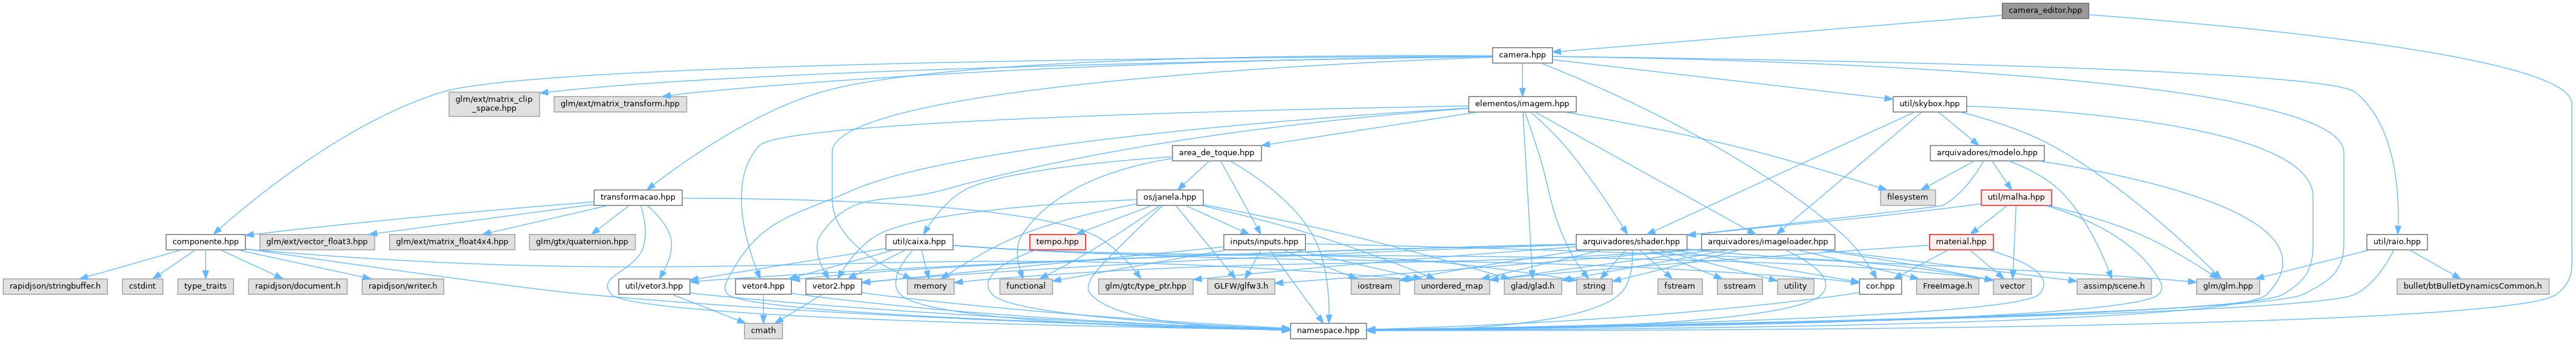 camera_editor.hpp
camera.hpp
glm/ext/matrix_clip
_space.hpp
glm/ext/matrix_transform.hpp
elementos/imagem.hpp
util/skybox.hpp
area_de_toque.hpp
arquivadores/modelo.hpp
transformacao.hpp
os/janela.hpp
filesystem
util/malha.hpp
componente.hpp
glm/ext/vector_float3.hpp
glm/ext/matrix_float4x4.hpp
glm/gtx/quaternion.hpp
util/caixa.hpp
tempo.hpp
inputs/inputs.hpp
arquivadores/shader.hpp
arquivadores/imageloader.hpp
material.hpp
util/raio.hpp
rapidjson/stringbuffer.h
cstdint
type_traits
rapidjson/document.h
rapidjson/writer.h
util/vetor3.hpp
vetor4.hpp
vetor2.hpp
memory
functional
glm/gtc/type_ptr.hpp
GLFW/glfw3.h
iostream
unordered_map
glad/glad.h
string
fstream
sstream
utility
cor.hpp
FreeImage.h
vector
assimp/scene.h
glm/glm.hpp
bullet/btBulletDynamicsCommon.h
cmath
namespace.hpp